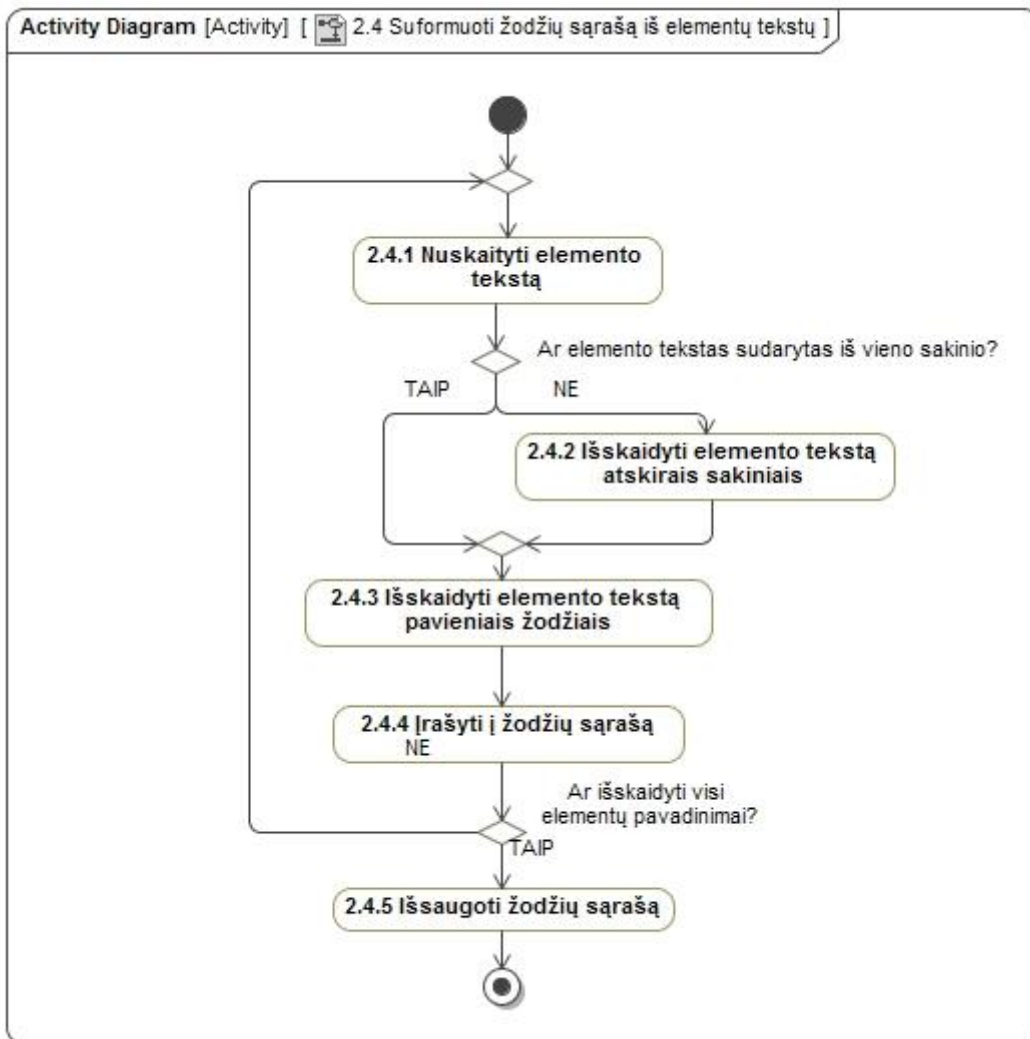 Activity Diagram [Activity] [ 2.4 Suformuoti žodžių sąrašą iš elementų tekstų ]
2.4.1 Nuskaityti elemento
tekstą
Ar elemento tekstas sudarytas iš vieno sakinio?
TAIP
NE
2.4.2 Išskaidyti elemento tekstą
atskirais sakiniais
2.4.3 Išskaidyti elemento tekstą
pavieniais žodžiais
2.4.4 Įrašyti į žodžių sąrašą
NE
Ar išskaidyti visi
elementų pavadinimai?
TAIP
2.4.5 Išsaugoti žodžių sąrašą